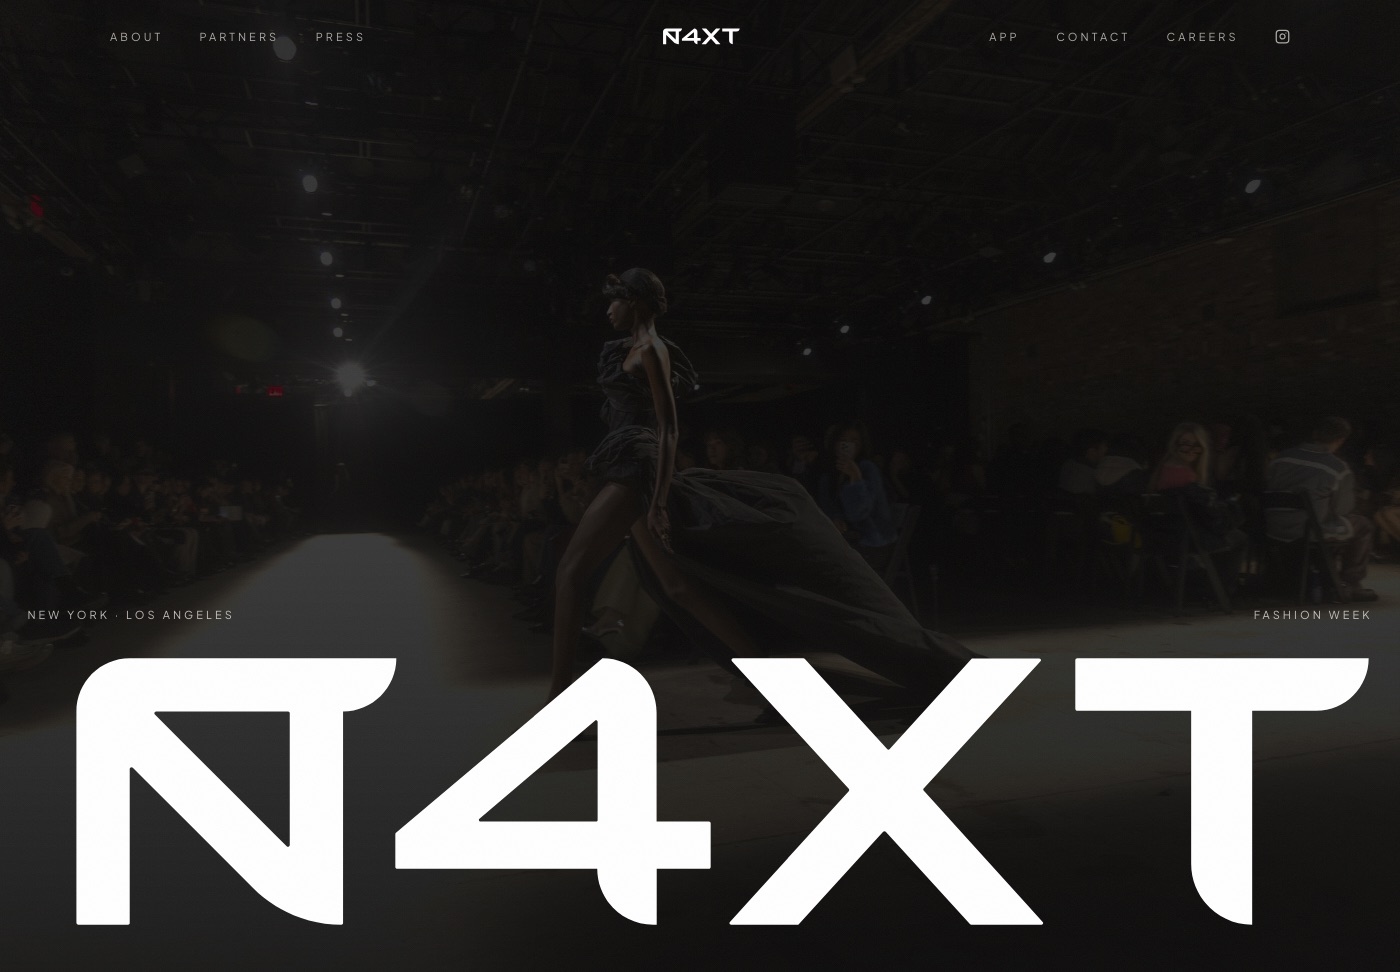 ABOUT PARTNERS PRESS N4XT APP CONTACT CAREERS
NEW YORK · LOS ANGELES FASHION WEEK
N4XT